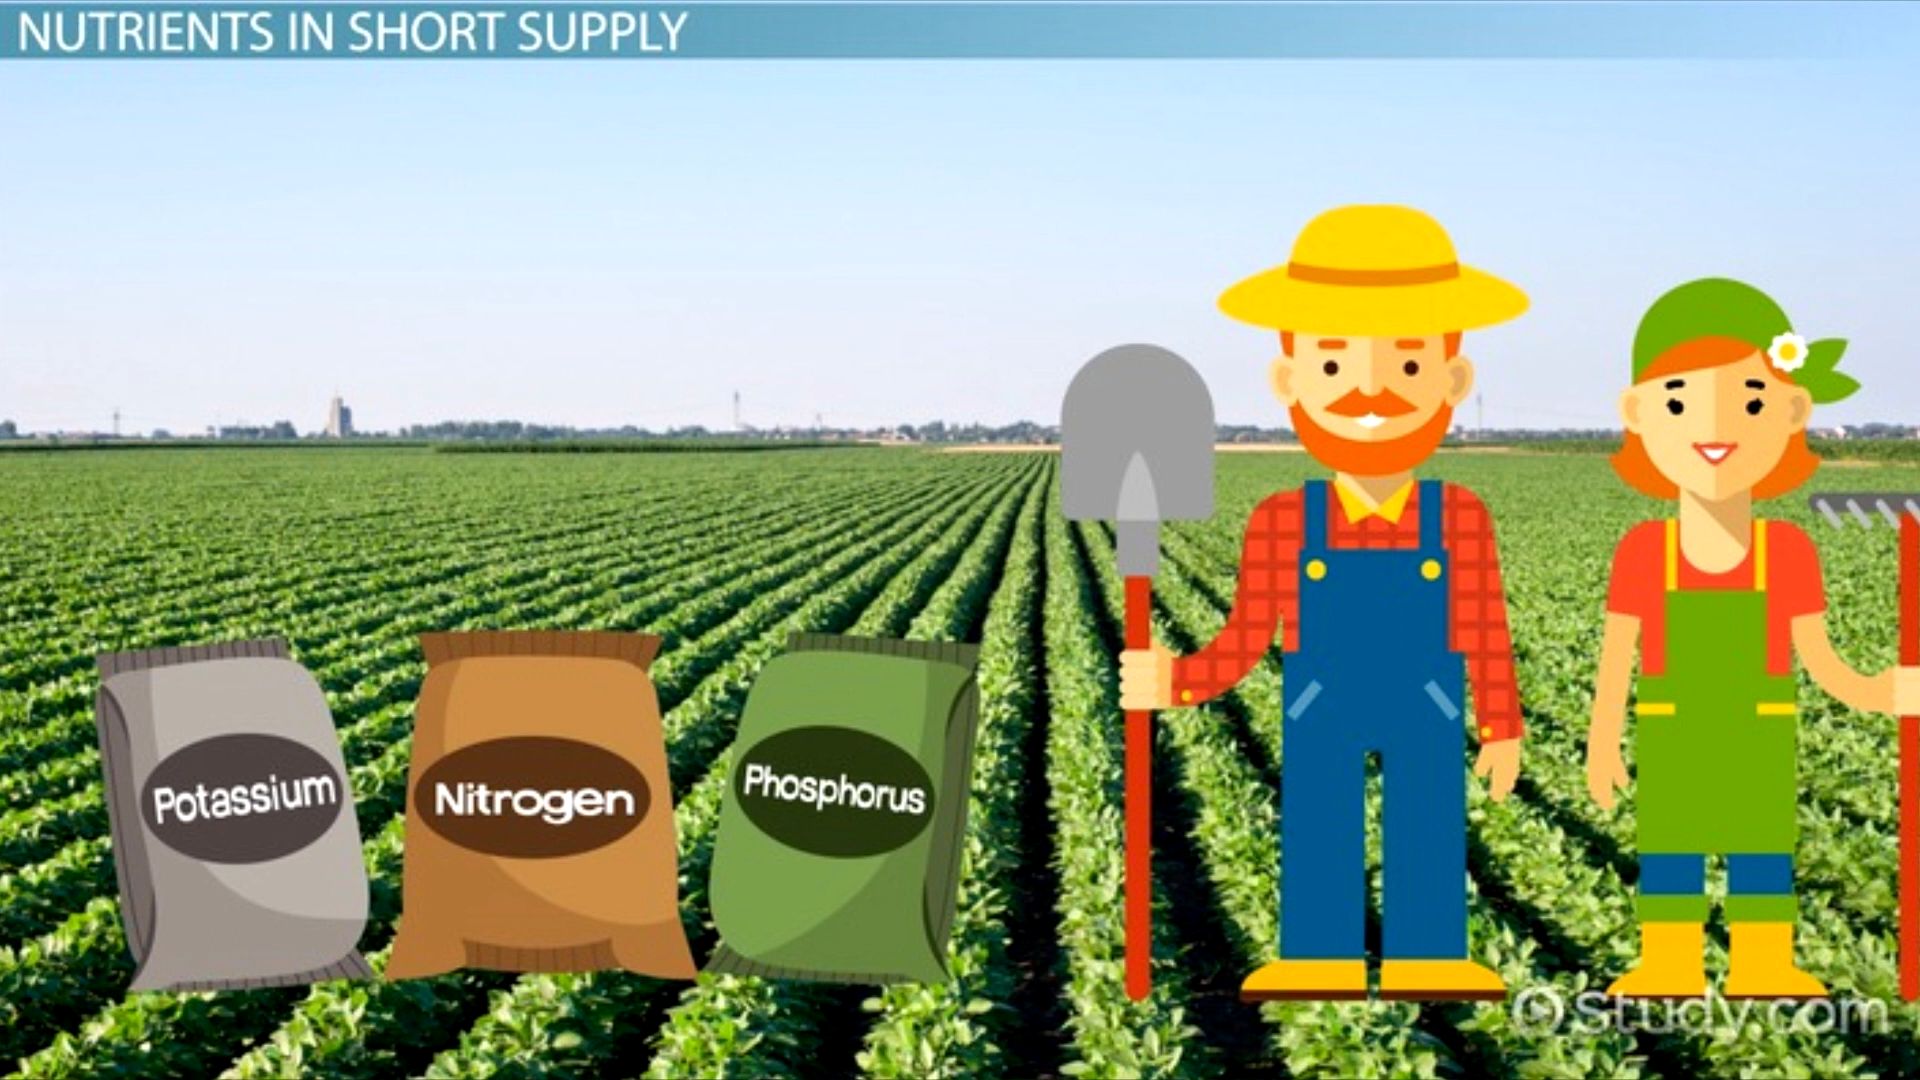 NUTRIENTS IN SHORT SUPPLY
Potassium
Nitrogen
Phosphorus
Study.com